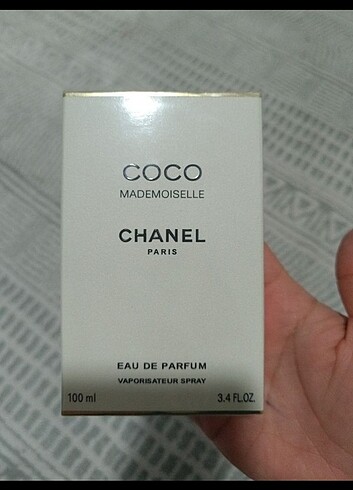 COCO
MADEMOISELLE
CHANEL
PARIS
EAU DE PARFUM
VAPORISATEUR SPRAY
100 ml 3.4 FL.OZ.